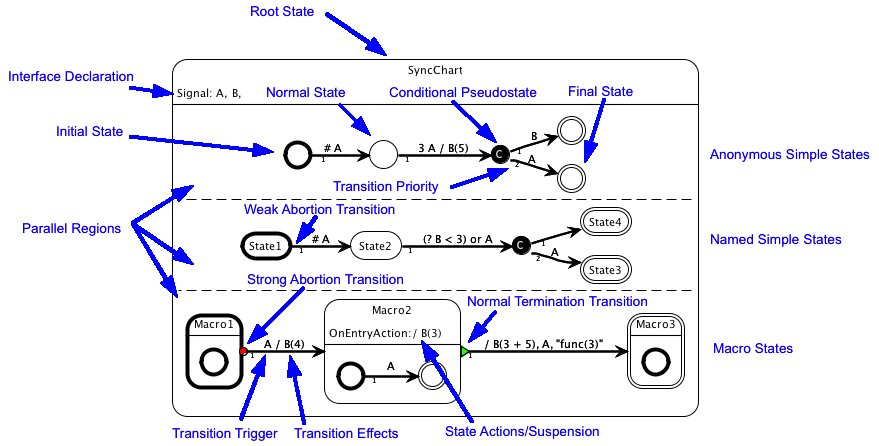 Root State
SyncChart
Interface Declaration
Signal: A, B,
Normal State
Conditional Pseudostate
Final State
Initial State
# A
1
3 A / B(5)
1
C
B
1
A
2
Anonymous Simple States
Transition Priority
Parallel Regions
Weak Abortion Transition
State1
# A
1
State2
(? B < 3) or A
1
C
1
State4
A
2
State3
Named Simple States
Strong Abortion Transition
Normal Termination Transition
Macro1
A / B(4)
1
Macro2
OnEntryAction: / B(3)
A
1
/ B(3 + 5), A, "func(3)"
1
Macro3
Macro States
Transition Trigger
Transition Effects
State Actions/Suspension